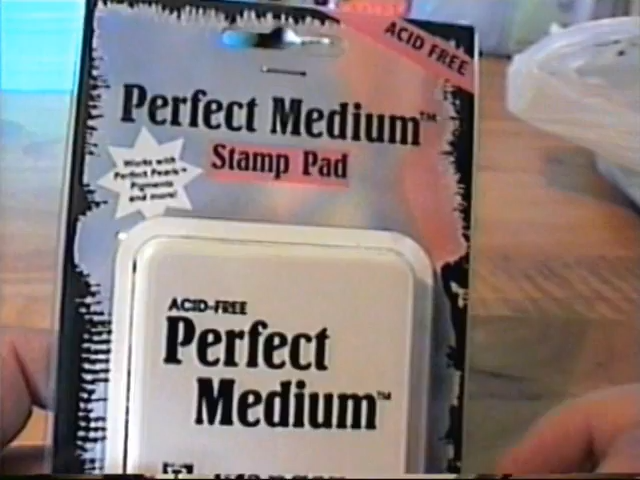 ACID FREE
Perfect Medium™
Stamp Pad
Works with
Perfect Pearls™
Pigments
and more!
ACID-FREE
Perfect
Medium™